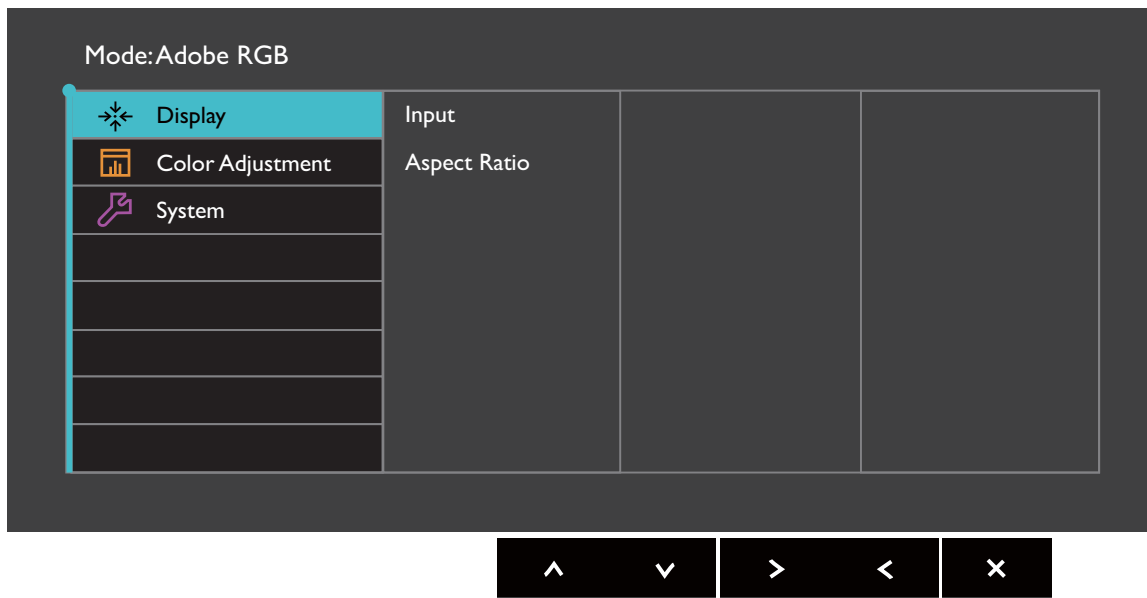 Mode: Adobe RGB
Display
Input
Color Adjustment
Aspect Ratio
System